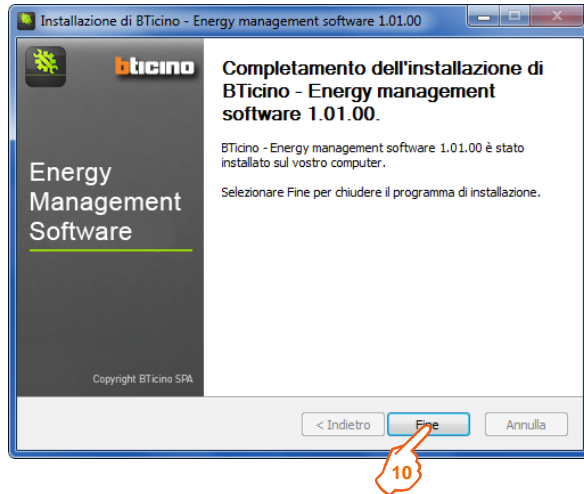 Installazione di BTicino - Energy management software 1.01.00
bticino
Energy
Management
Software
Copyright BTicino SPA
Completamento dell'installazione di
BTicino - Energy management
software 1.01.00.
BTicino - Energy management software 1.01.00 è stato
installato sul vostro computer.
Selezionare Fine per chiudere il programma di installazione.
< Indietro
Fine
Annulla
10